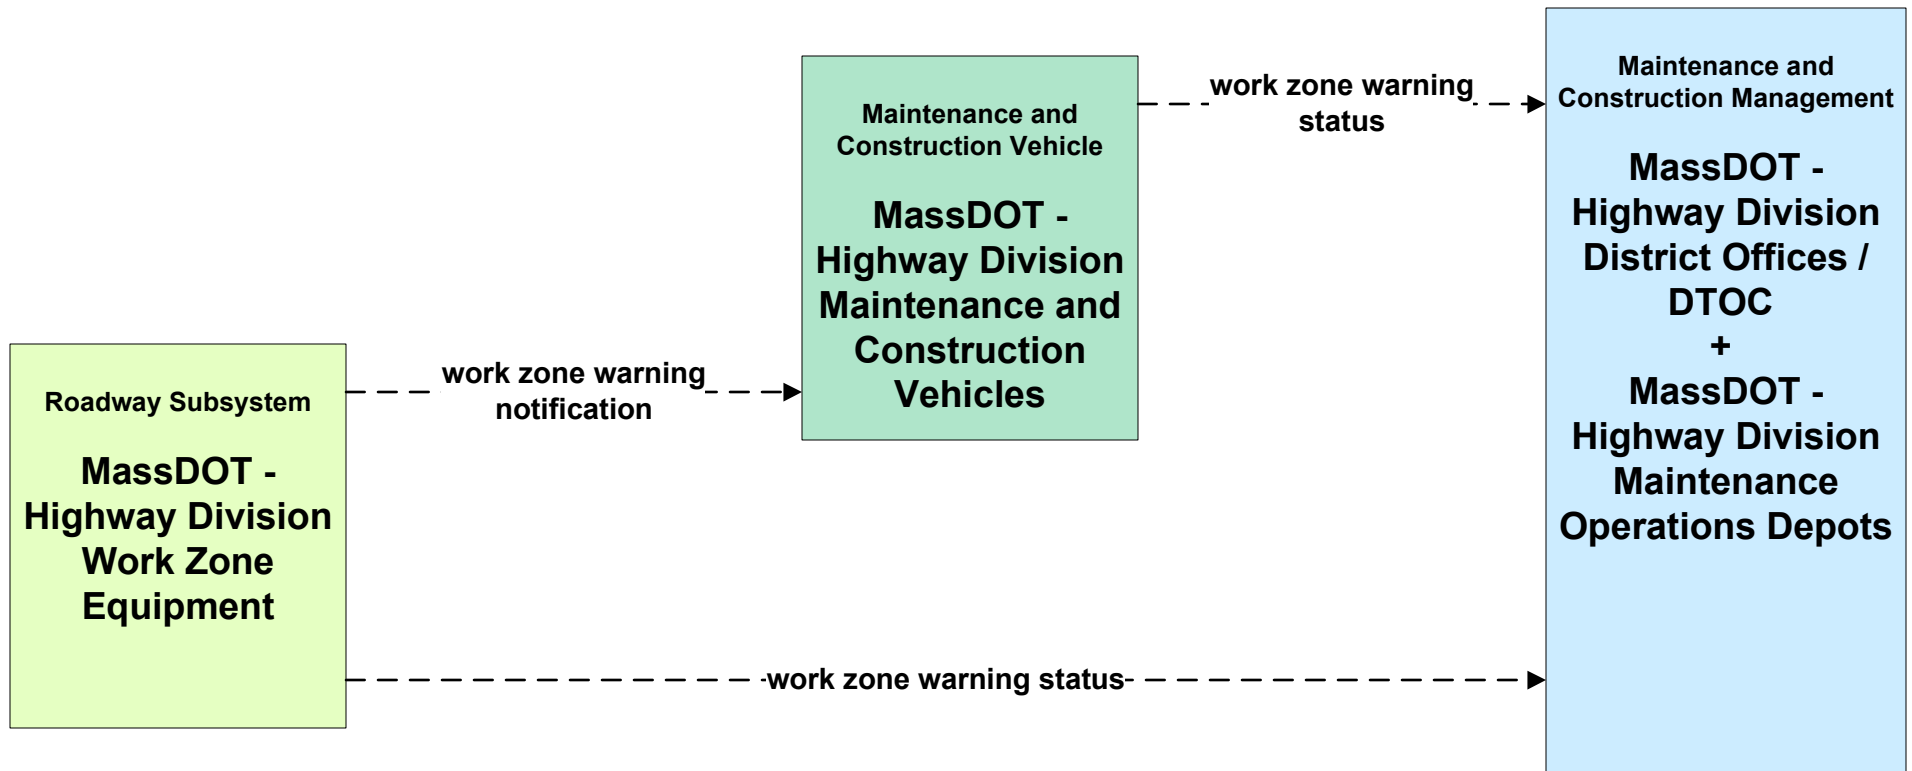 Roadway Subsystem
MassDOT -
Highway Division
Work Zone
Equipment
work zone warning
notification
Maintenance and
Construction Vehicle
MassDOT -
Highway Division
Maintenance and
Construction
Vehicles
work zone warning
status
work zone warning status
Maintenance and
Construction Management
MassDOT -
Highway Division
District Offices /
DTOC
+
MassDOT -
Highway Division
Maintenance
Operations Depots